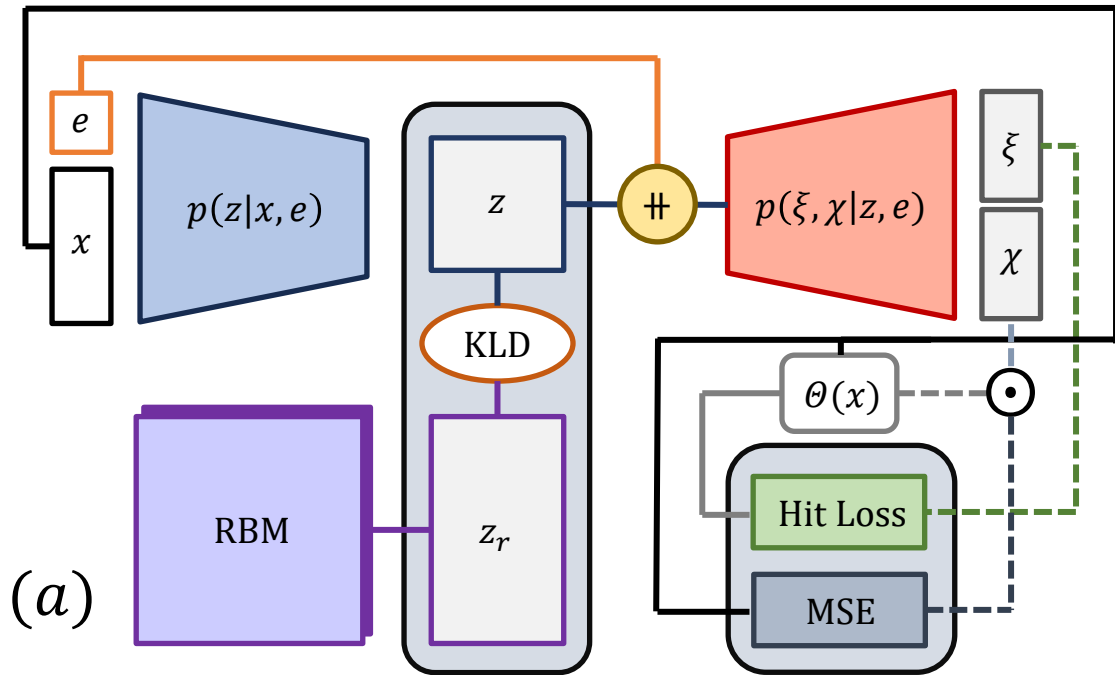 e
x
p(z|x, e)
z
⧺
p(ξ, χ|z, e)
ξ
χ
KLD
Θ(x)
⊙
RBM
z_r
Hit Loss
MSE
(a)